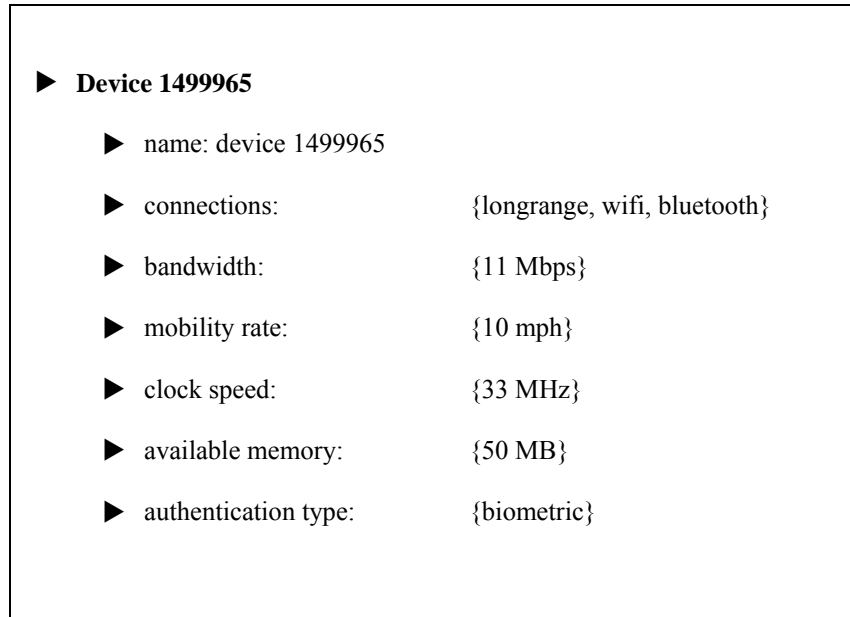 Device 1499965
name: device 1499965
connections: {longrange, wifi, bluetooth}
bandwidth: {11 Mbps}
mobility rate: {10 mph}
clock speed: {33 MHz}
available memory: {50 MB}
authentication type: {biometric}